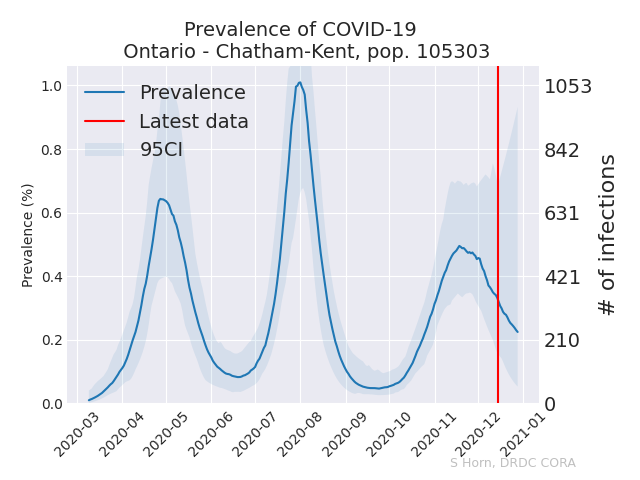 Prevalence of COVID-19
Ontario - Chatham-Kent, pop. 105303
Prevalence
Latest data
95CI
1.0
0.8
0.6
0.4
0.2
0.0
Prevalence (%)
1053
842
631
421
210
0
# of infections
2020-03
2020-04
2020-05
2020-06
2020-07
2020-08
2020-09
2020-10
2020-11
2020-12
2021-01
S Horn, DRDC CORA